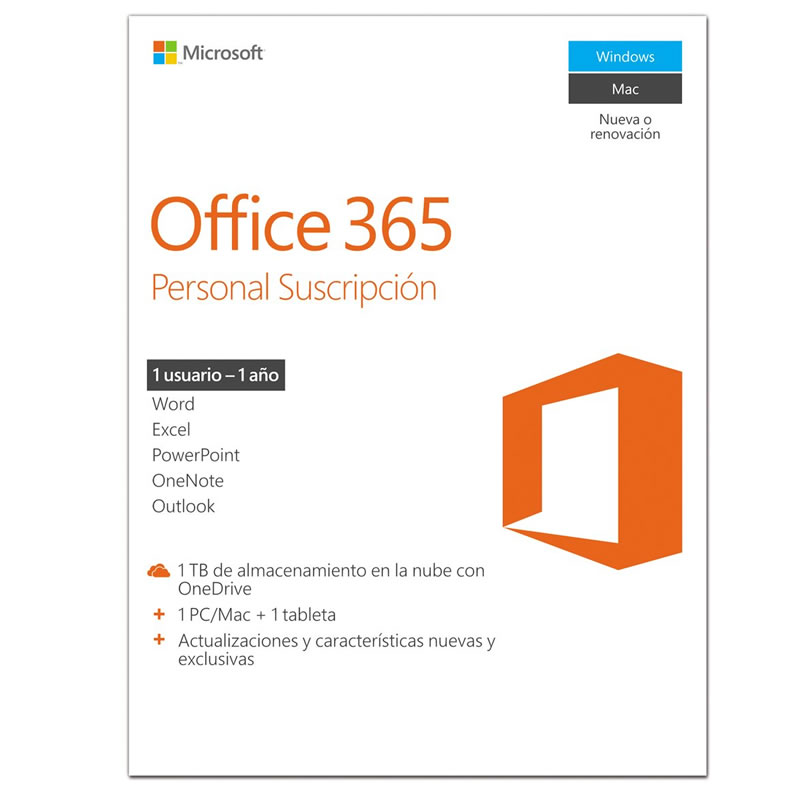 Microsoft
Windows
Mac
Nueva o
renovación
Office 365
Personal Suscripción
1 usuario – 1 año
Word
Excel
PowerPoint
OneNote
Outlook
1 TB de almacenamiento en la nube con
OneDrive
+ 1 PC/Mac + 1 tableta
+ Actualizaciones y características nuevas y
exclusivas